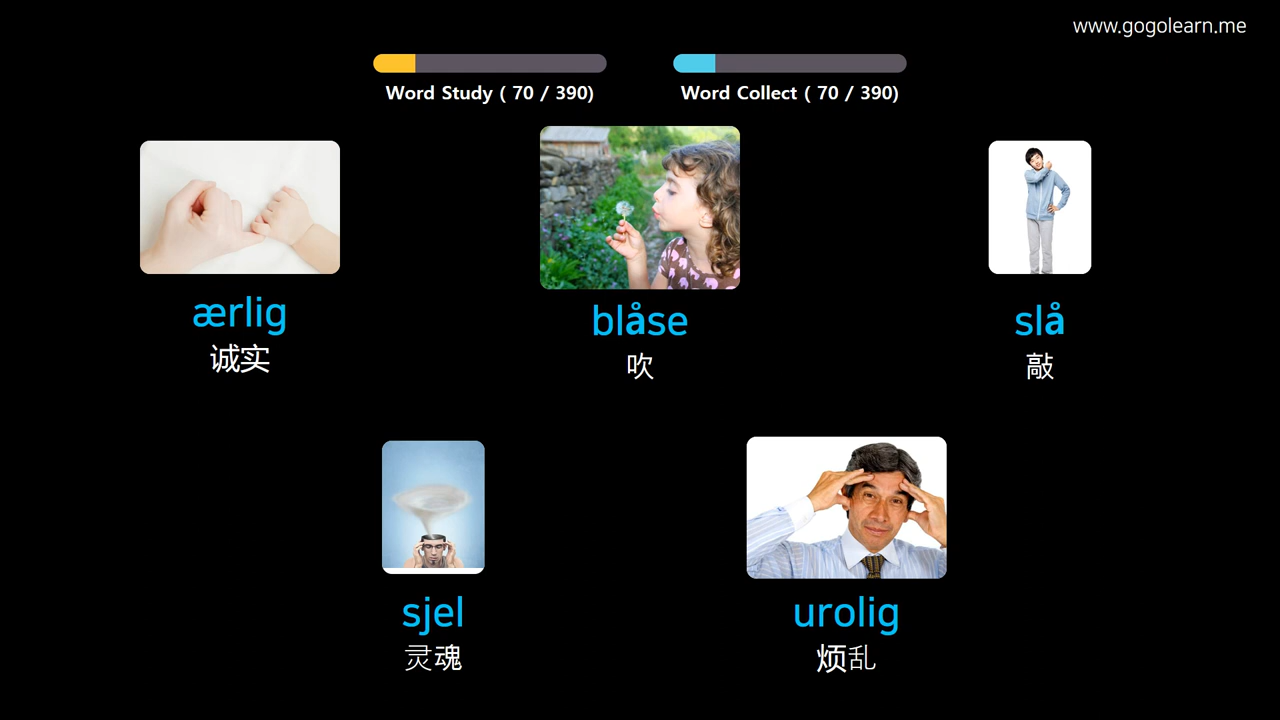 www.gogolearn.me
Word Study ( 70 / 390)
Word Collect ( 70 / 390)
ærlig
诚实
blåse
吹
slå
敲
sjel
灵魂
urolig
烦乱